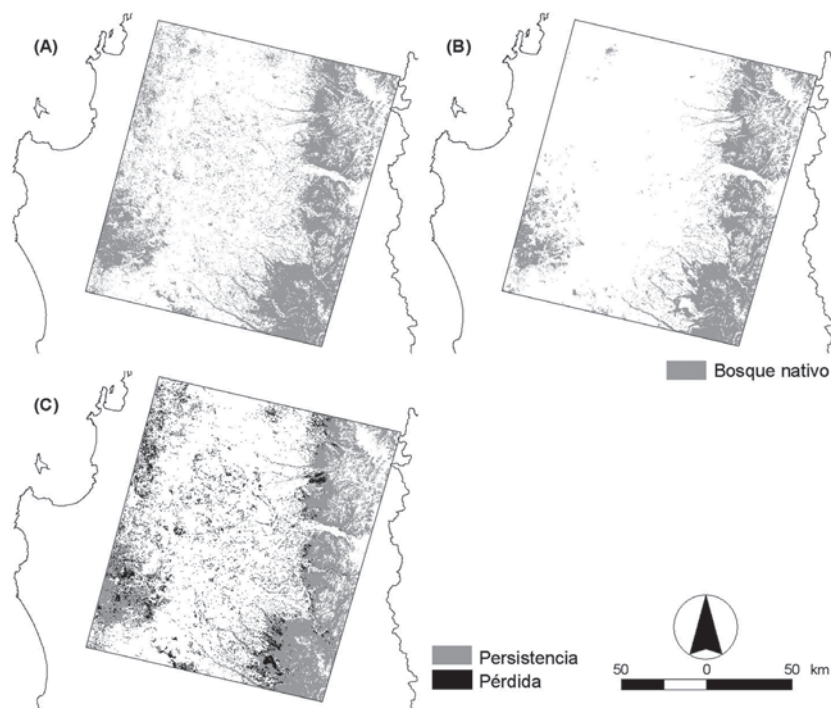 (A)
(B)
Bosque nativo
(C)
Persistencia
Pérdida
50 0 50 km